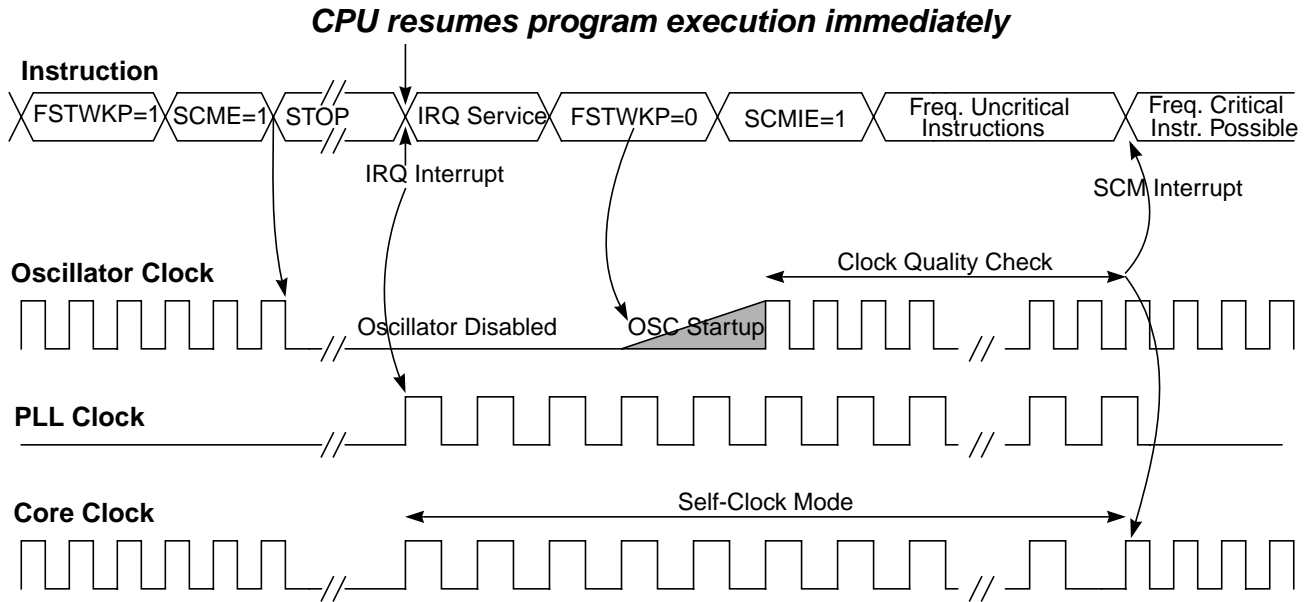 CPU resumes program execution immediately
Instruction
FSTWKP=1 SCME=1 STOP IRQ Service FSTWKP=0 SCMIE=1 Freq. Uncritical Instructions Freq. Critical Instr. Possible
IRQ Interrupt
SCM Interrupt
Oscillator Clock
Clock Quality Check
Oscillator Disabled
OSC Startup
PLL Clock
Core Clock
Self-Clock Mode